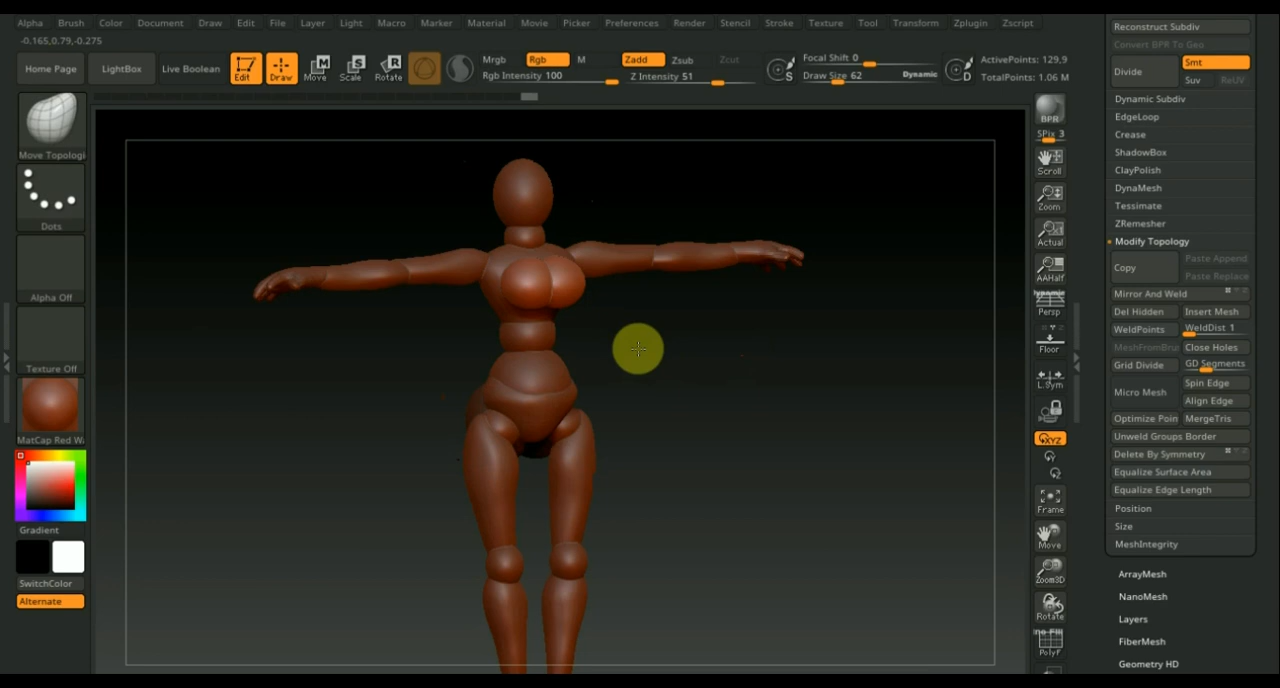 Alpha Brush Color Document Draw Edit File Layer Light Macro Marker Material Movie Picker Preferences Render Stencil Stroke Texture Tool Transform Zplugin Zscript
-0.165,0.79,-0.275
Home Page LightBox Live Boolean Edit Draw Move Scale Rotate
Mrgb Rgb M Zadd Zsub Zcut
Rgb Intensity 100 Z Intensity 51
Focal Shift 0
Draw Size 62 Dynamic
ActivePoints: 129,9
TotalPoints: 1.06 M
Move Topologi
Dots
Alpha Off
Texture Off
MatCap Red W
Gradient
SwitchColor
Alternate
BPR
SPix 3
Scroll
Zoom
Actual
AAHalf
Dynamic
Persp
Floor
L.Sym
XYZ
Y
Z
Frame
Move
Zoom3D
Rotate
Line Fill
PolyF
Reconstruct Subdiv
Convert BPR To Geo
Divide Smt
Suv ReUV
Dynamic Subdiv
EdgeLoop
Crease
ShadowBox
ClayPolish
DynaMesh
Tessimate
ZRemesher
Modify Topology
Copy Paste Append
Paste Replace
Mirror And Weld
Del Hidden Insert Mesh
WeldPoints WeldDist 1
MeshFromBru Close Holes
Grid Divide GD Segments
Micro Mesh Spin Edge
Align Edge
Optimize Poin MergeTris
Unweld Groups Border
Delete By Symmetry
Equalize Surface Area
Equalize Edge Length
Position
Size
MeshIntegrity
ArrayMesh
NanoMesh
Layers
FiberMesh
Geometry HD